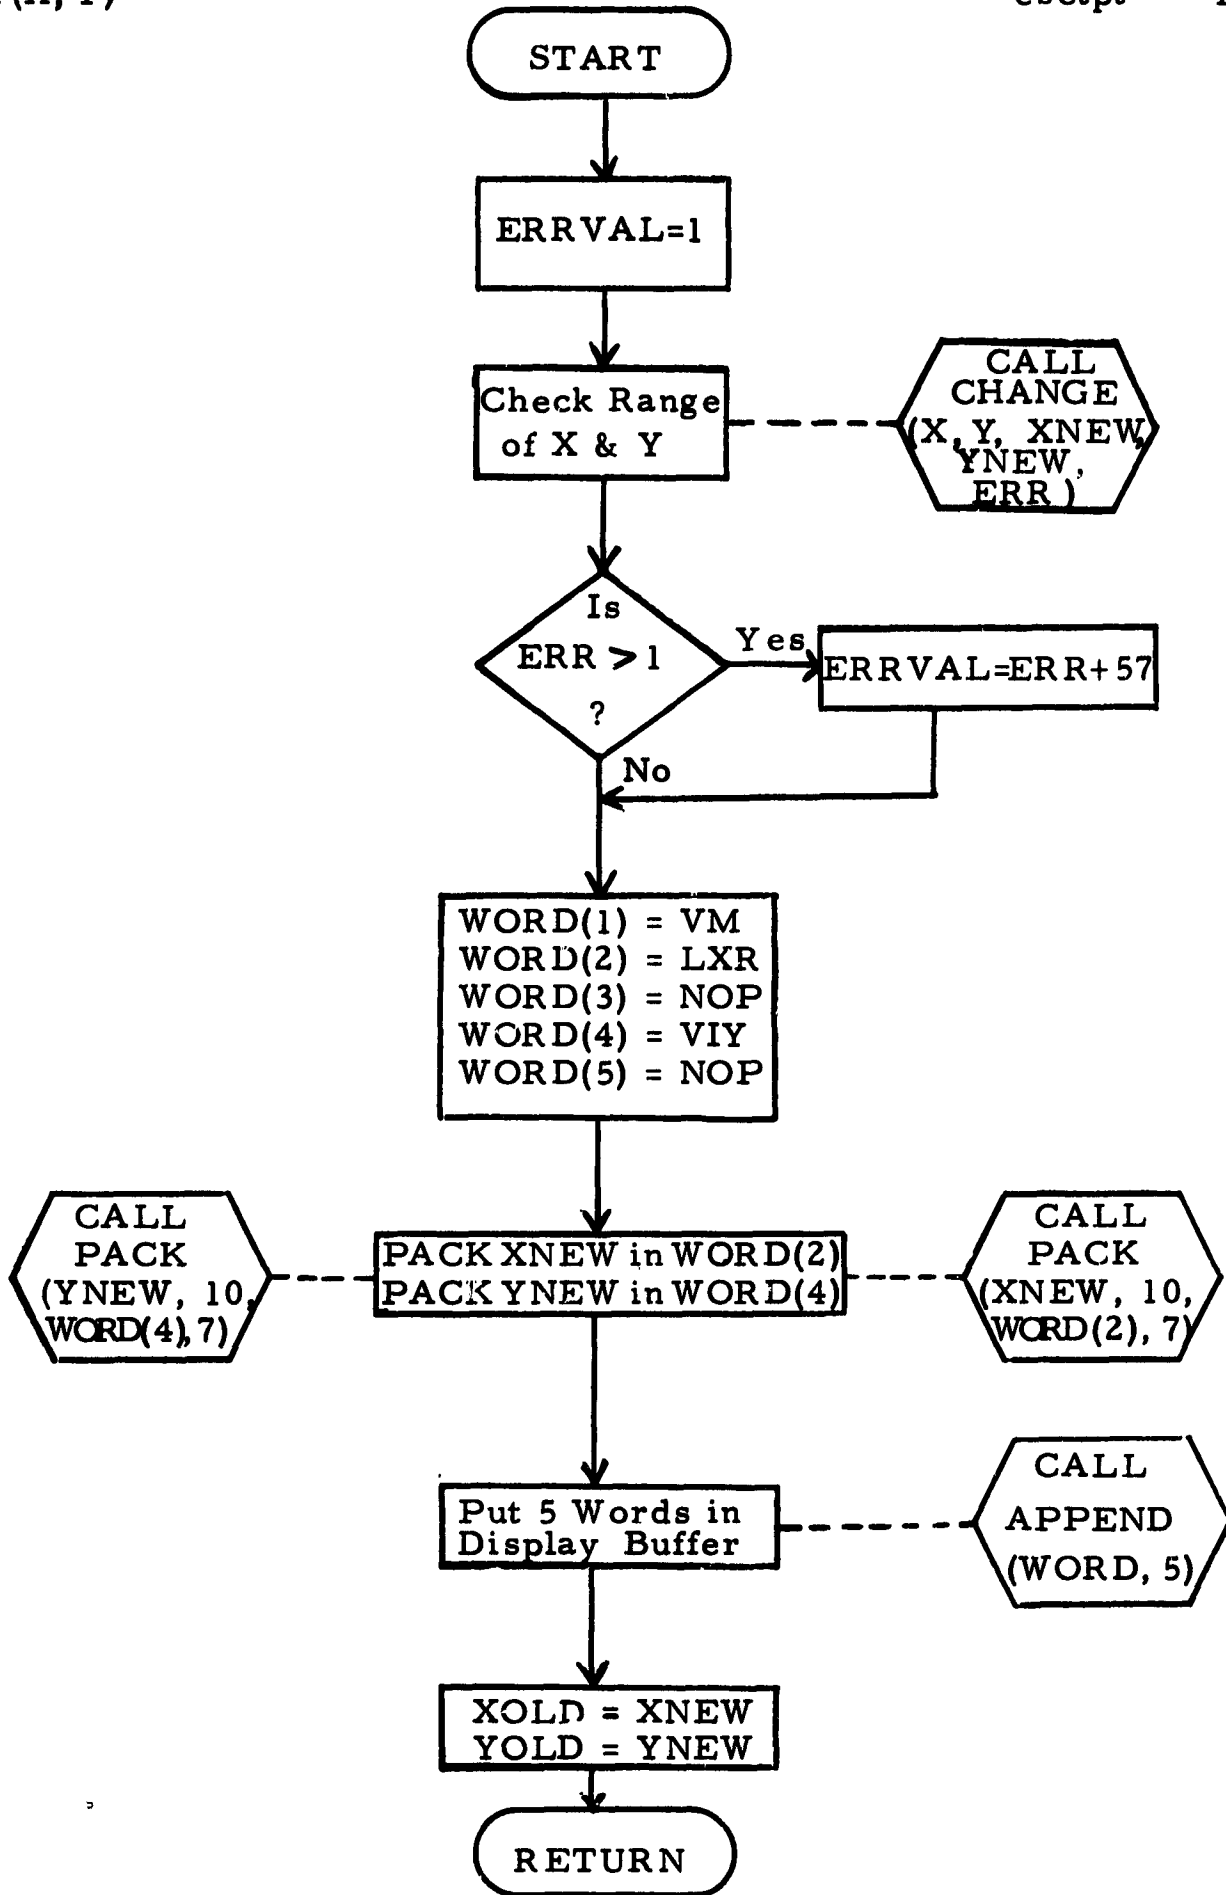 START
ERRVAL=1
Check Range
of X & Y
CALL
CHANGE
(X, Y, XNEW,
YNEW,
ERR)
Is
ERR > 1
?
Yes
ERRVAL=ERR+57
No
WORD(1) = VM
WORD(2) = LXR
WORD(3) = NOP
WORD(4) = VIY
WORD(5) = NOP
CALL
PACK
(YNEW, 10,
WORD(4), 7)
PACK XNEW in WORD(2)
PACK YNEW in WORD(4)
CALL
PACK
(XNEW, 10,
WORD(2), 7)
Put 5 Words in
Display Buffer
CALL
APPEND
(WORD, 5)
XOLD = XNEW
YOLD = YNEW
RETURN